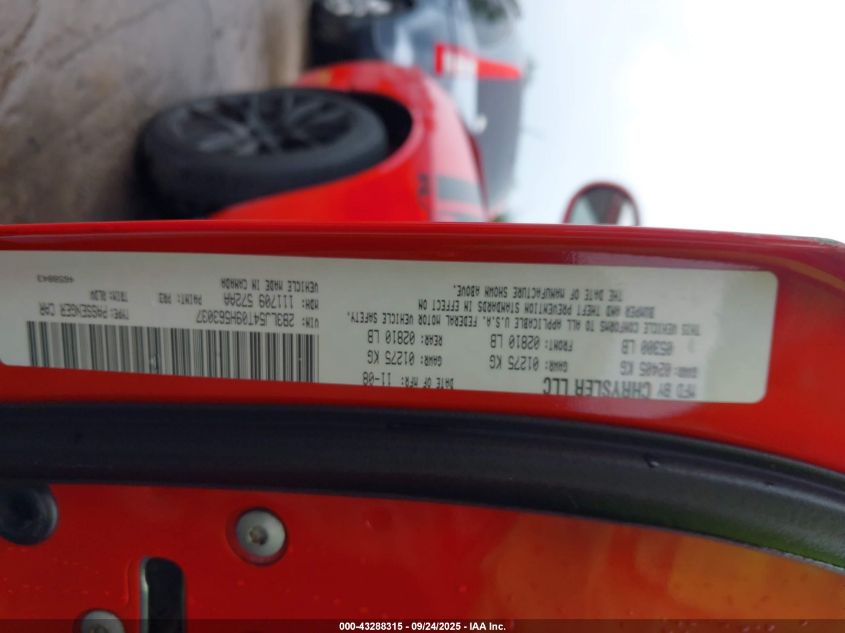 MFD BY CHRYSLER LLC DATE OF MFR: 11-08
GVWR: 02405 KG GAWR: 01275 KG GAWR: 01275 KG
05300 LB FRONT: 02810 LB REAR: 02810 LB
THIS VEHICLE CONFORMS TO ALL APPLICABLE U.S.A. FEDERAL MOTOR VEHICLE SAFETY,
BUMPER AND THEFT PREVENTION STANDARDS IN EFFECT ON
THE DATE OF MANUFACTURE SHOWN ABOVE.
VIN: 2B3LJ54T09H563037 TYPE: PASSENGER CAR
MDH: 111709 572AA PAINT: PR3 TRIM:
VEHICLE MADE IN CANADA 4658843
000-43288315 - 09/24/2025 - IAA Inc.